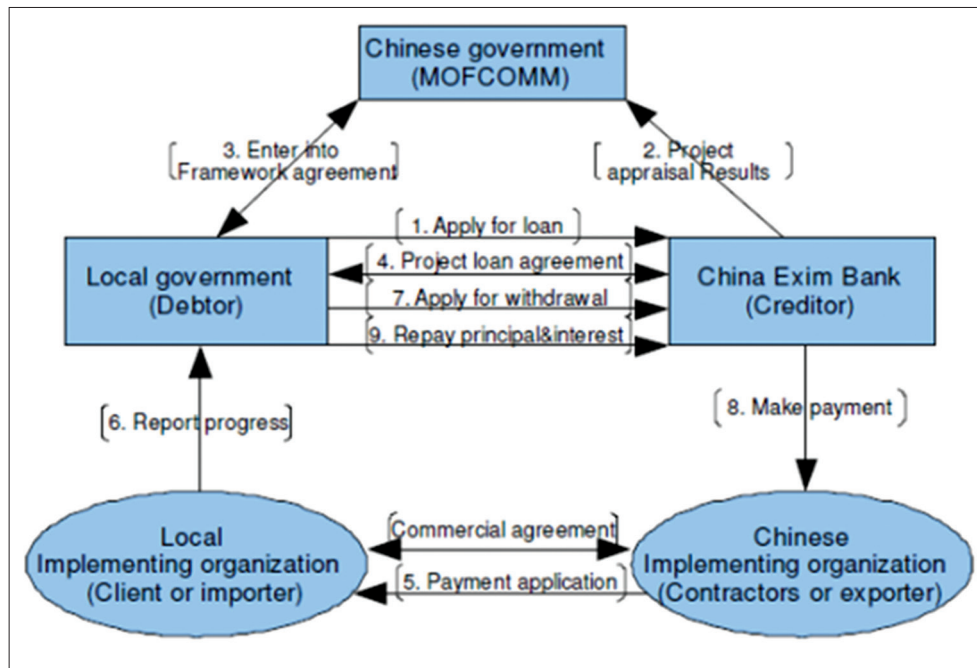 Chinese government
(MOFCOMM)
3. Enter into
Framework agreement
2. Project
appraisal Results
1. Apply for loan
4. Project loan agreement
7. Apply for withdrawal
9. Repay principal&interest
Local government
(Debtor)
China Exim Bank
(Creditor)
6. Report progress
8. Make payment
Local
Implementing organization
(Client or importer)
Commercial agreement
5. Payment application
Chinese
Implementing organization
(Contractors or exporter)